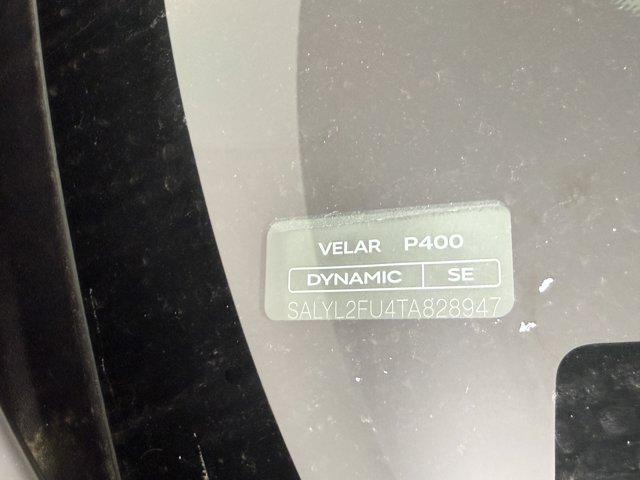 VELAR P400
DYNAMIC SE
SALYL2FU4TA828947